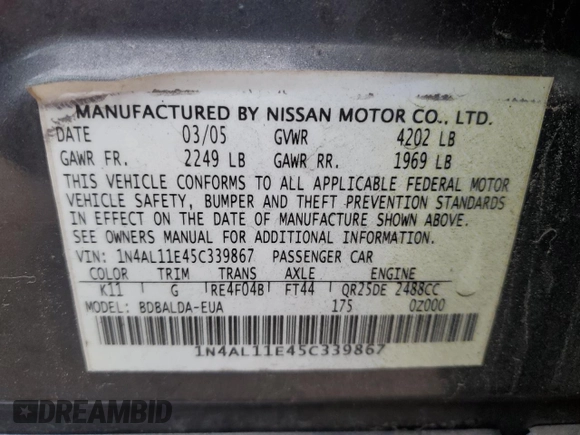 MANUFACTURED BY NISSAN MOTOR CO., LTD.
DATE 03/05 GVWR 4202 LB
GAWR FR. 2249 LB GAWR RR. 1969 LB
THIS VEHICLE CONFORMS TO ALL APPLICABLE FEDERAL MOTOR
VEHICLE SAFETY, BUMPER AND THEFT PREVENTION STANDARDS
IN EFFECT ON THE DATE OF MANUFACTURE SHOWN ABOVE.
SEE OWNERS MANUAL FOR ADDITIONAL INFORMATION.
VIN: 1N4AL11E45C339867 PASSENGER CAR
COLOR TRIM TRANS AXLE ENGINE
K11 G RE4F04B FT44 QR25DE 2488CC
MODEL: BDBALDA-EUA 175 0Z000
1N4AL11E45C339867
DREAMBID